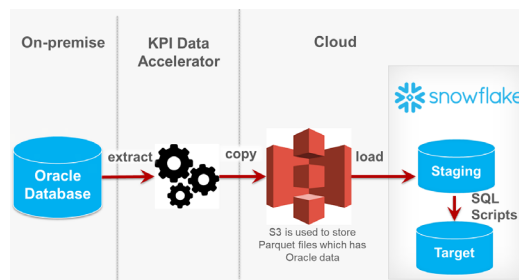 On-premise
KPI Data
Accelerator
Cloud
snowflake
Oracle
Database
extract
copy
load
S3 is used to store
Parquet files which has
Oracle data
Staging
SQL
Scripts
Target